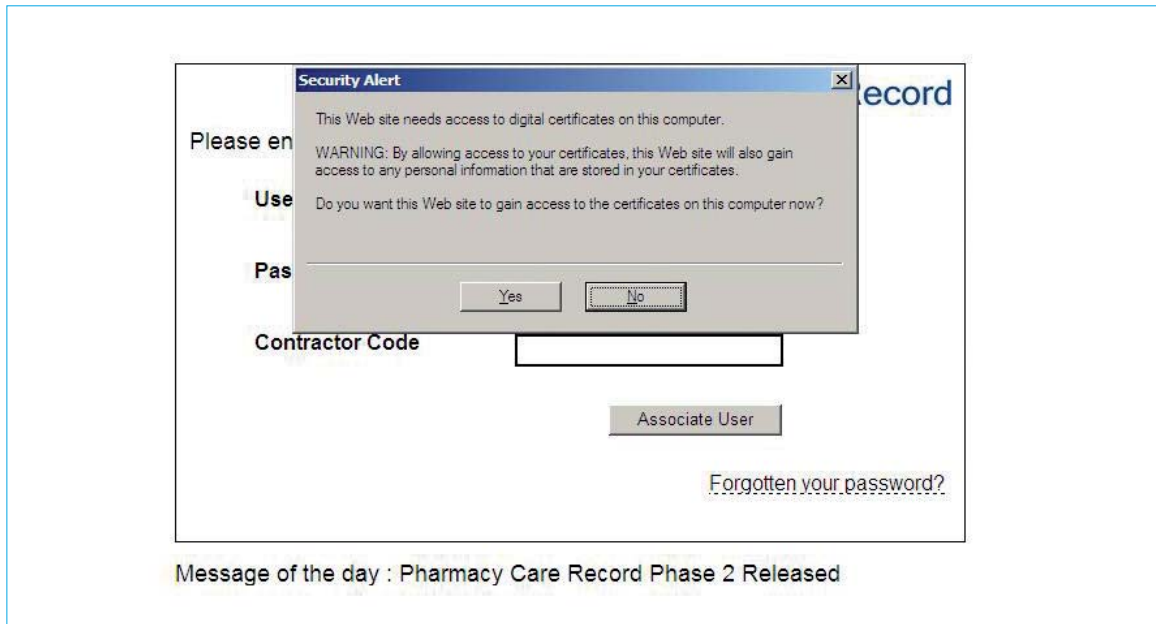 Security Alert
ecord
Please en
This Web site needs access to digital certificates on this computer.
WARNING: By allowing access to your certificates, this Web site will also gain
access to any personal information that are stored in your certificates.
Use
Do you want this Web site to gain access to the certificates on this computer now?
Pas
Yes No
Contractor Code
Associate User
Forgotten your password?
Message of the day : Pharmacy Care Record Phase 2 Released